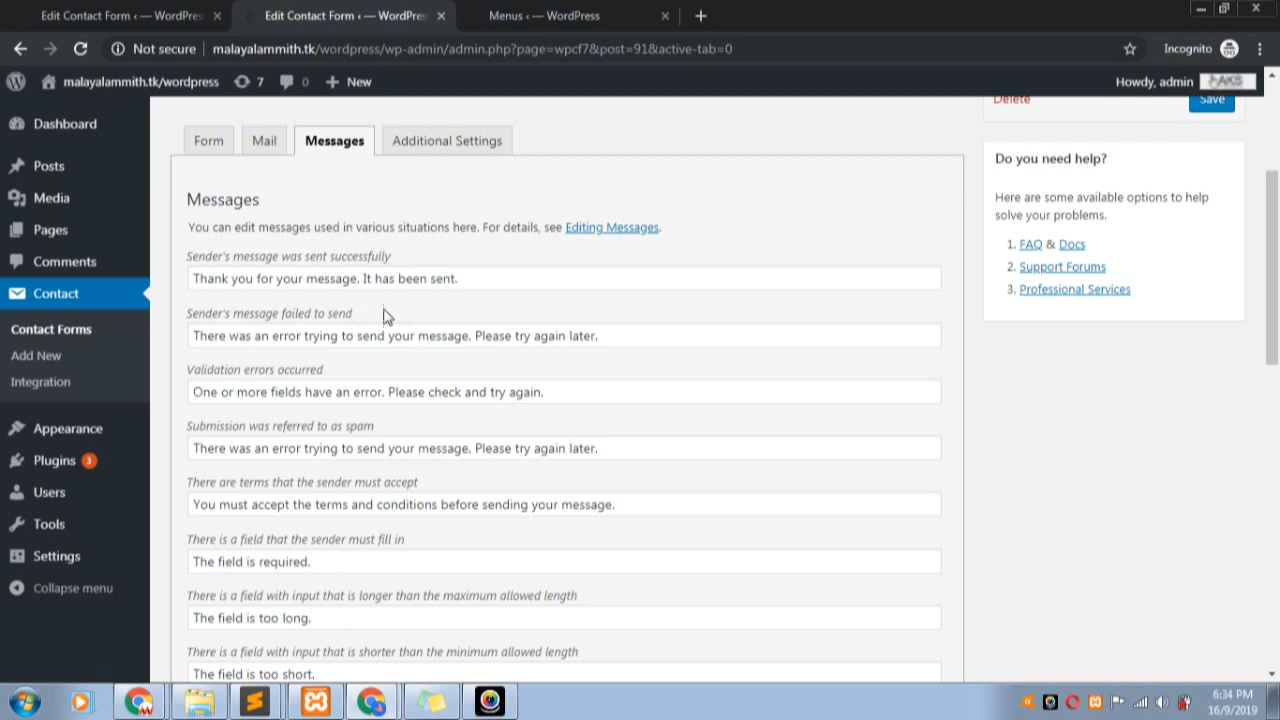 Edit Contact Form ‹ — WordPres
Edit Contact Form ‹ — WordPres
Menus ‹ — WordPress
Not secure
malayalammith.tk/wordpress/wp-admin/admin.php?page=wpcf7&post=91&active-tab=0
Incognito
malayalammith.tk/wordpress
7
0
New
Howdy, admin
Dashboard
Posts
Media
Pages
Comments
Contact
Contact Forms
Add New
Integration
Appearance
Plugins 3
Users
Tools
Settings
Collapse menu
Form
Mail
Messages
Additional Settings
Messages
You can edit messages used in various situations here. For details, see Editing Messages.
Sender's message was sent successfully
Thank you for your message. It has been sent.
Sender's message failed to send
There was an error trying to send your message. Please try again later.
Validation errors occurred
One or more fields have an error. Please check and try again.
Submission was referred to as spam
There was an error trying to send your message. Please try again later.
There are terms that the sender must accept
You must accept the terms and conditions before sending your message.
There is a field that the sender must fill in
The field is required.
There is a field with input that is longer than the maximum allowed length
The field is too long.
There is a field with input that is shorter than the minimum allowed length
The field is too short.
Delete
Save
Do you need help?
Here are some available options to help
solve your problems.
1. FAQ & Docs
2. Support Forums
3. Professional Services
6:34 PM
16/9/2019